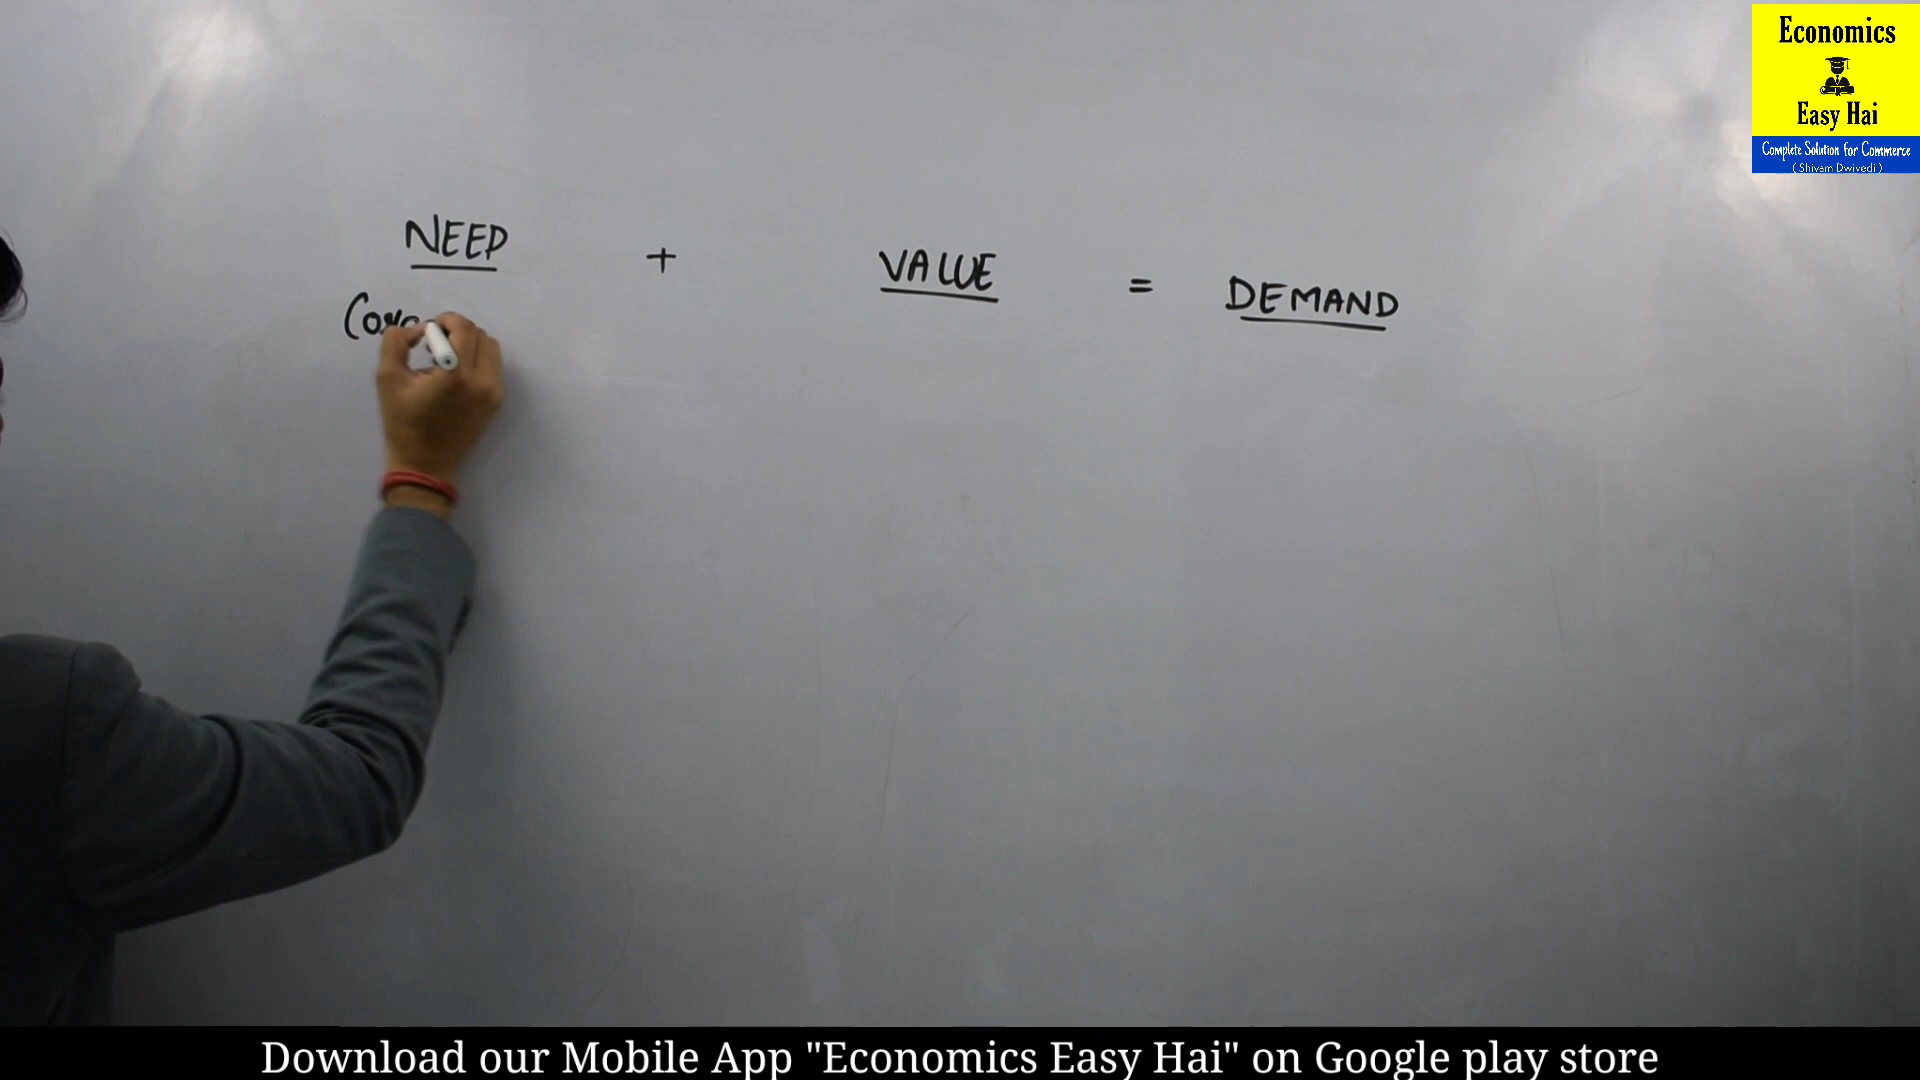 Economics
Easy Hai
Complete Solution for Commerce
( Shivam Dwivedi )
NEED + VALUE = DEMAND
Download our Mobile App "Economics Easy Hai" on Google play store